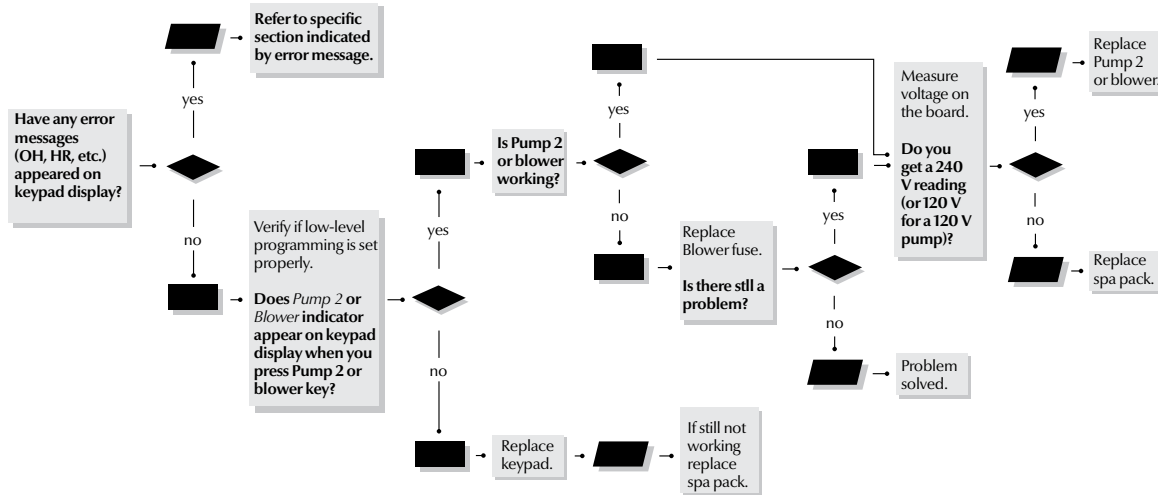 Have any error
messages
(OH, HR, etc.)
appeared on
keypad display?
yes
Refer to specific
section indicated
by error message.
no
Verify if low-level
programming is set
properly.
Does Pump 2 or
Blower indicator
appear on keypad
display when you
press Pump 2 or
blower key?
yes
Is Pump 2
or blower
working?
no
Replace
keypad.
If still not
working
replace
spa pack.
yes
no
Replace
Blower fuse.
Is there stll a
problem?
yes
no
Problem
solved.
Measure
voltage on
the board.
Do you
get a 240
V reading
(or 120 V
for a 120 V
pump)?
yes
Replace
Pump 2
or blower.
no
Replace
spa pack.